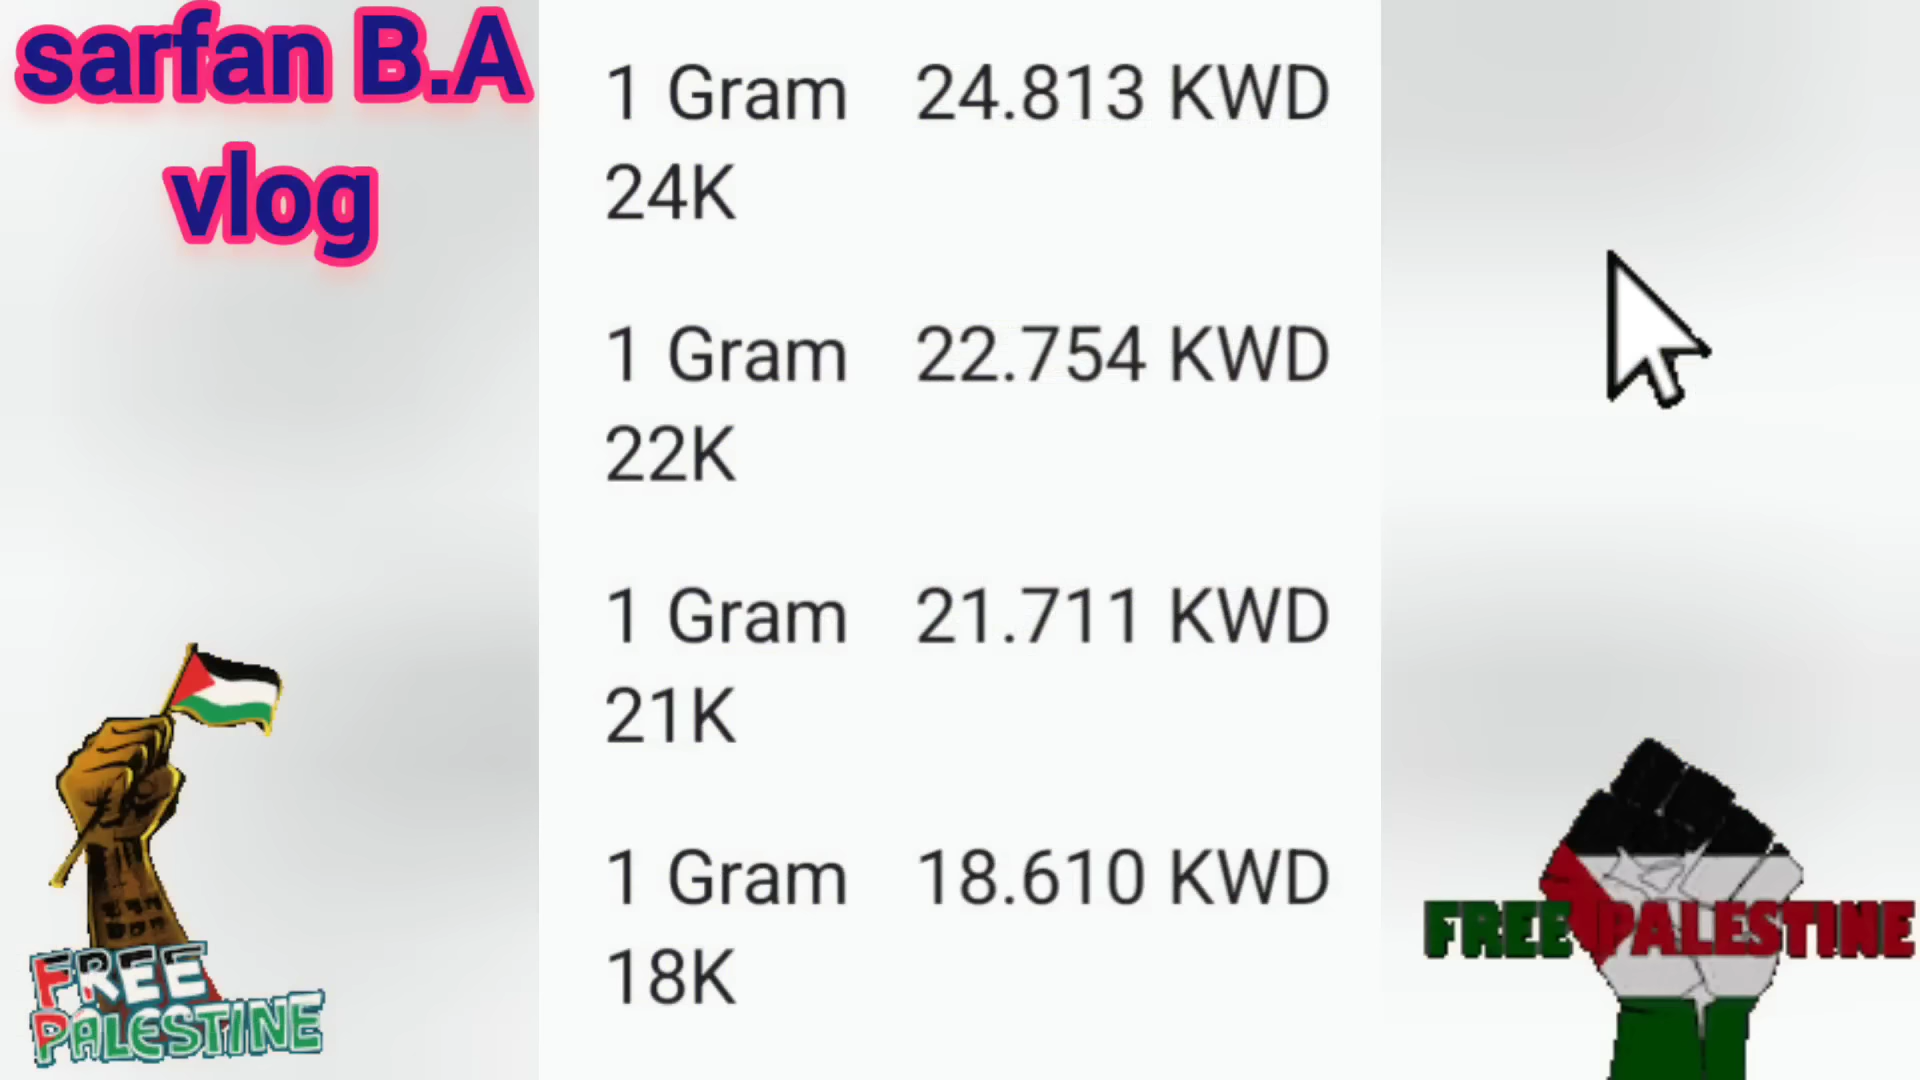 sarfan B.A
vlog
1 Gram 24.813 KWD
24K
1 Gram 22.754 KWD
22K
1 Gram 21.711 KWD
21K
1 Gram 18.610 KWD
18K
FREE
PALESTINE
FREE PALESTINE